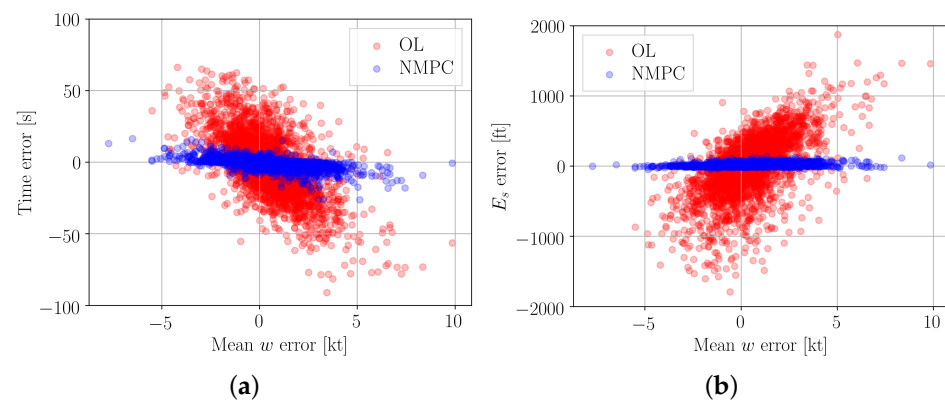 100
50
0
−50
−100
Time error [s]
OL
NMPC
−5
0
5
10
Mean w error [kt]
(a)
2000
1000
0
−1000
−2000
E_s error [ft]
OL
NMPC
−5
0
5
10
Mean w error [kt]
(b)